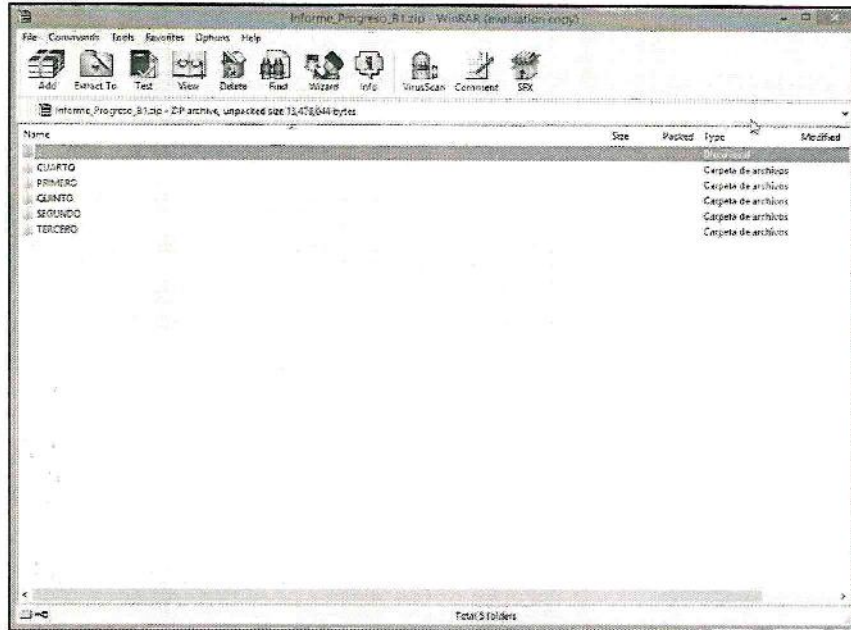 Informe_Progreso_B1.zip - WinRAR (evaluation copy)
File Commands Tools Favorites Options Help
Add Extract To Test View Delete Find Wizard Info VirusScan Comment SFX
Informe_Progreso_B1.zip - ZIP archive, unpacked size 13,478,044 bytes
Name Size Packed Type Modified
CUARTO Carpeta de archivos
PRIMERO Carpeta de archivos
QUINTO Carpeta de archivos
SEGUNDO Carpeta de archivos
TERCERO Carpeta de archivos
Total 5 folders